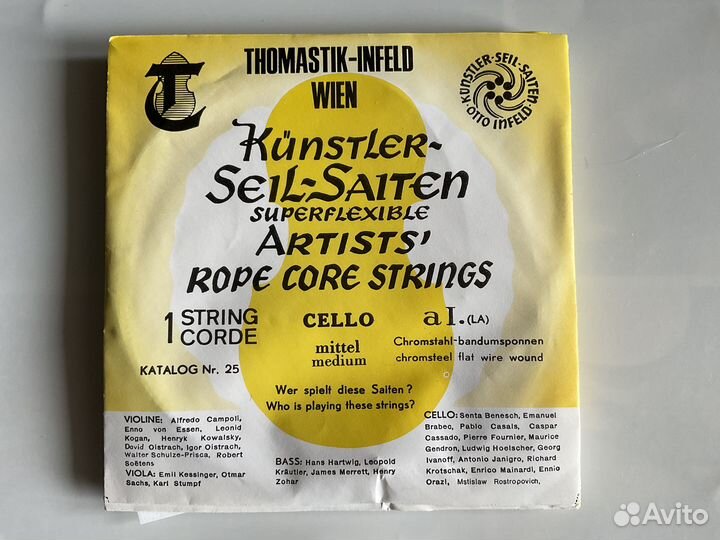 THOMASTIK-INFELD
WIEN
KÜNSTLER-SEIL-SAITEN
OTTO INFELD
KÜNSTLER-
SEIL-SAITEN
SUPERFLEXIBLE
ARTISTS'
ROPE CORE STRINGS
1 STRING
CORDE
KATALOG Nr. 25
CELLO
mittel
medium
a I. (LA)
Chromstahl-bandumsponnen
chromsteel flat wire wound
Wer spielt diese Saiten?
Who is playing these strings?
VIOLINE: Alfredo Campoli,
Enno von Essen, Leonid
Kogan, Henryk Kowalsky,
David Oistrach, Igor Oistrach,
Walter Schulze-Prisca, Robert
Soëtens
VIOLA: Emil Kessinger, Otmar
Sachs, Karl Stumpf
BASS: Hans Hartwig, Leopold
Kräutler, James Merrett, Henry
Zohar
CELLO: Senta Benesch, Emanuel
Brabec, Pablo Casals, Caspar
Cassado, Pierre Fournier, Maurice
Gendron, Ludwig Hoelscher, Georg
Ivanoff, Antonio Janigro, Richard
Krotschak, Enrico Mainardi, Ennio
Orazi, Mstislaw Rostropovich,
Avito